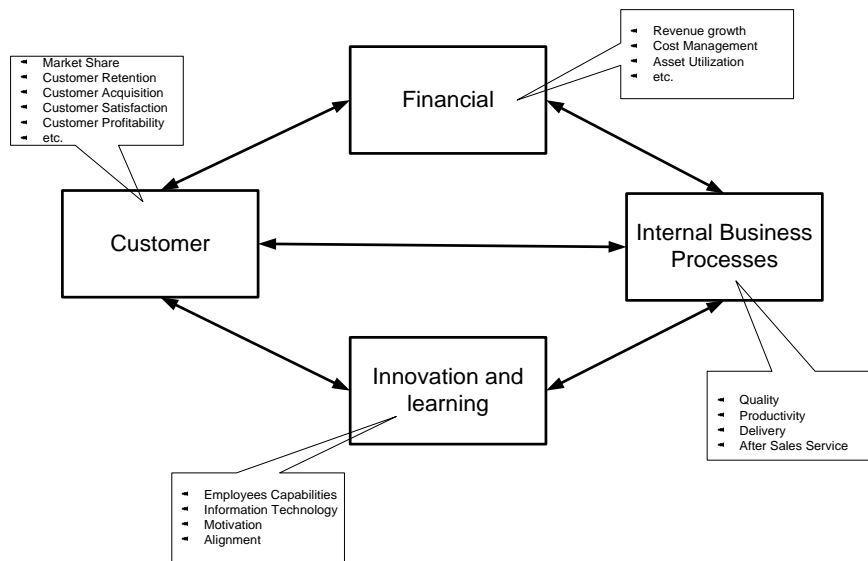 Market Share
Customer Retention
Customer Acquisition
Customer Satisfaction
Customer Profitability
etc.
Financial
Revenue growth
Cost Management
Asset Utilization
etc.
Customer
Internal Business
Processes
Innovation and
learning
Quality
Productivity
Delivery
After Sales Service
Employees Capabilities
Information Technology
Motivation
Alignment